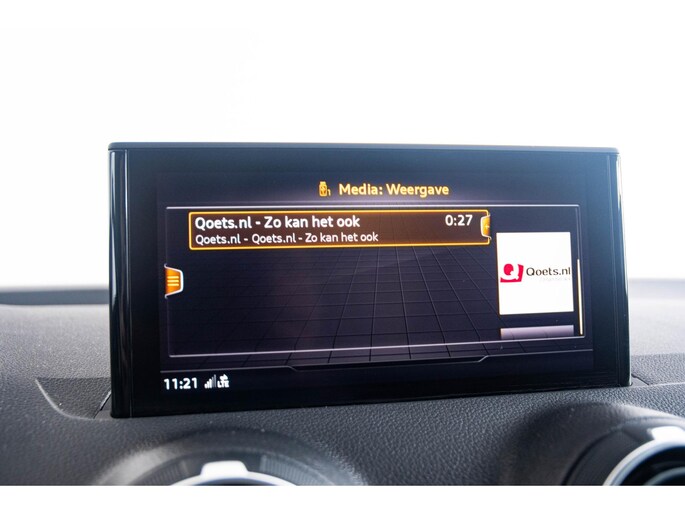 Media: Weergave
Qoets.nl - Zo kan het ook 0:27
Qoets.nl - Qoets.nl - Zo kan het ook
Qoets.nl
11:21 LTE